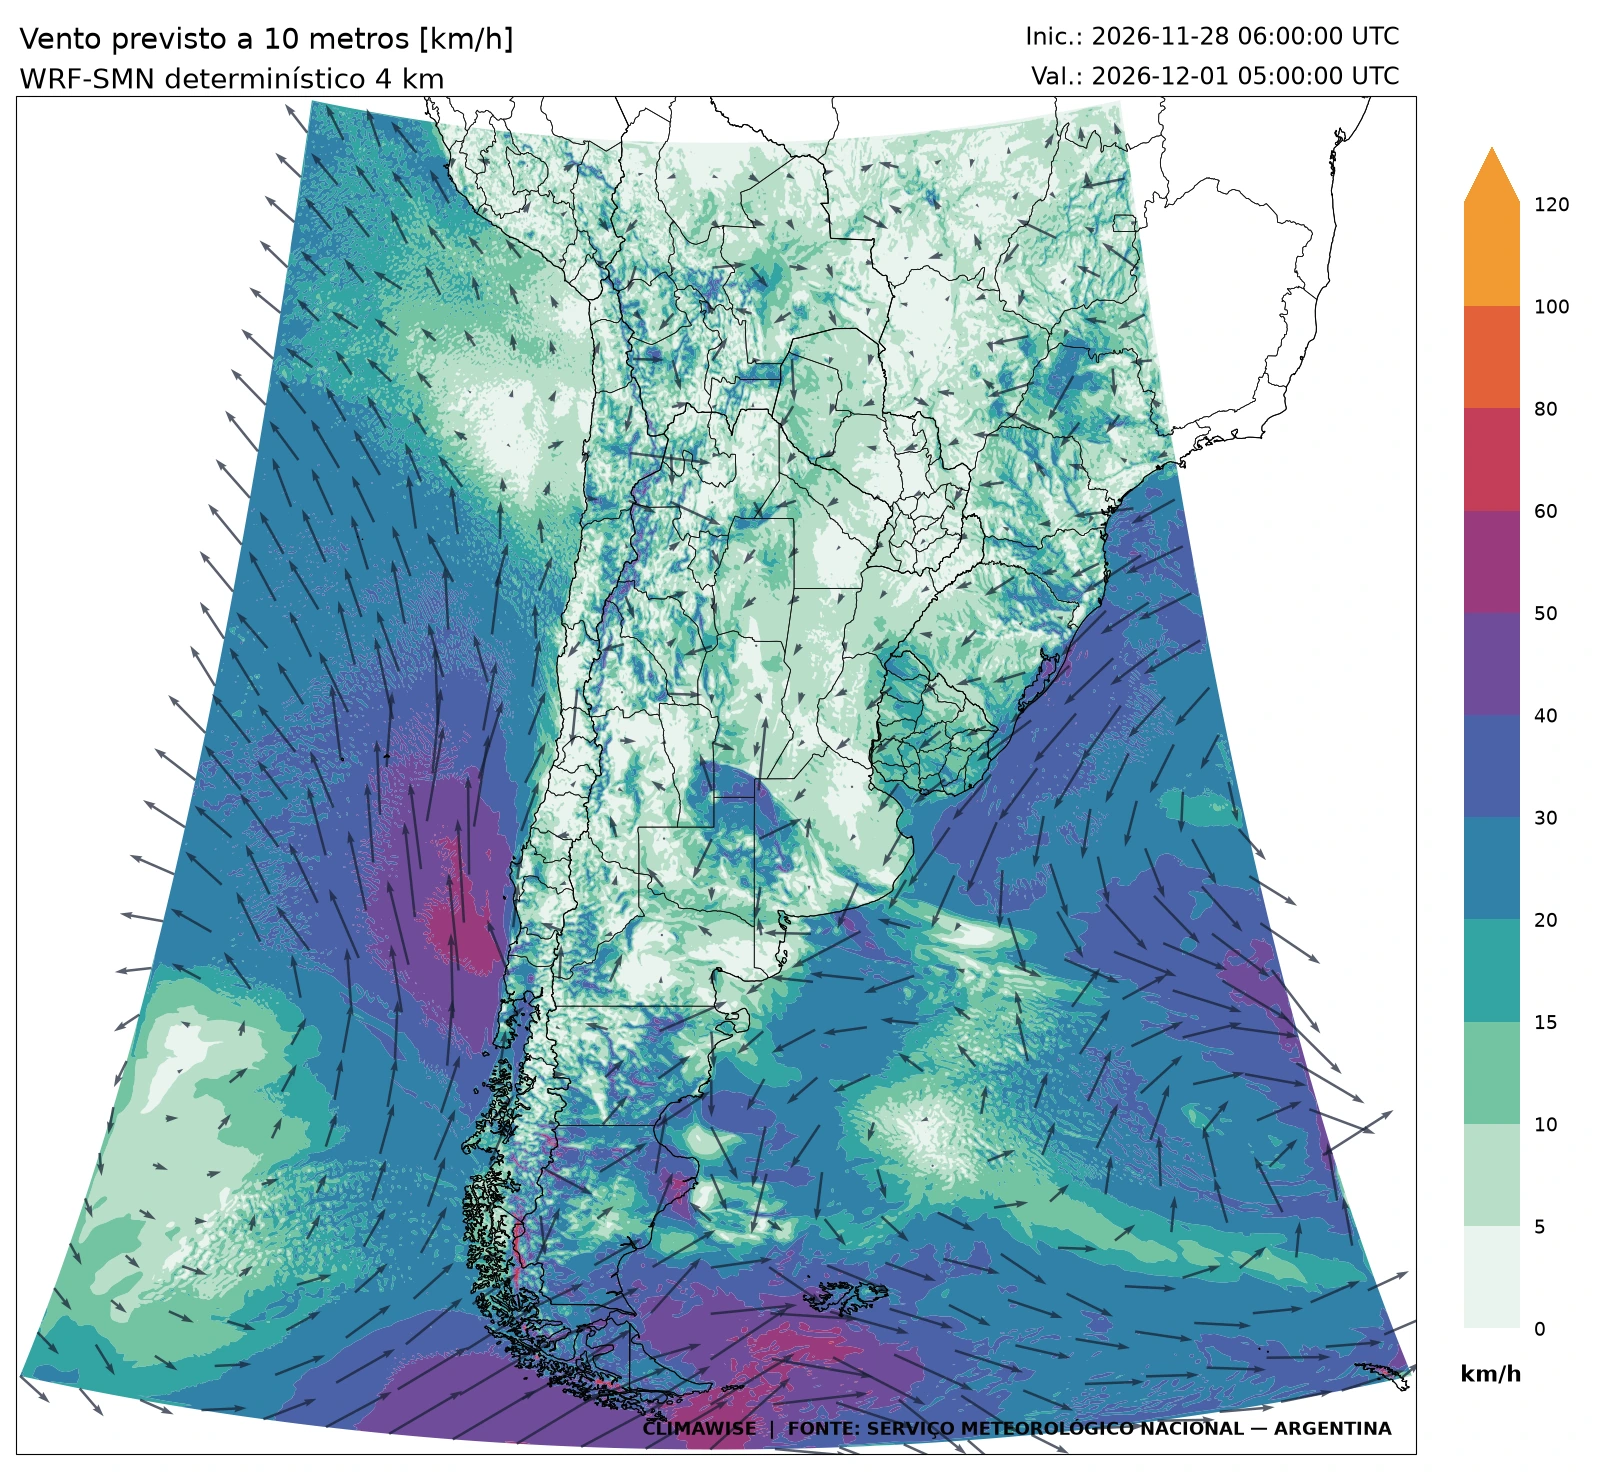 Vento previsto a 10 metros [km/h]
WRF-SMN determinístico 4 km
Inic.: 2026-11-28 06:00:00 UTC
Val.: 2026-12-01 05:00:00 UTC
120
100
80
60
50
40
30
20
15
10
5
0
km/h
CLIMAWISE | FONTE: SERVIÇO METEOROLÓGICO NACIONAL — ARGENTINA